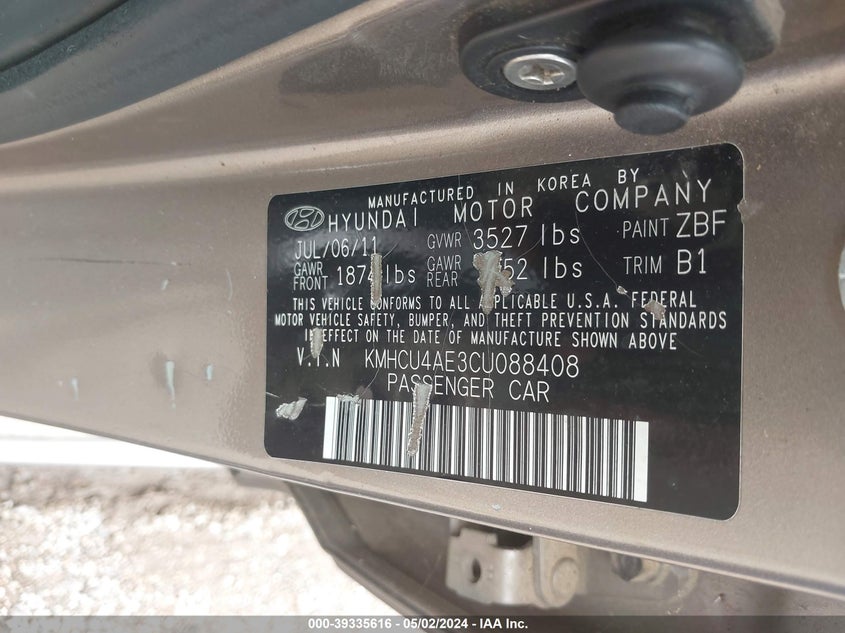 MANUFACTURED IN KOREA BY
HYUNDAI MOTOR COMPANY
JUL/06/11 GVWR 3527 lbs PAINT ZBF
GAWR FRONT lbs GAWR REAR lbs TRIM B1
THIS VEHICLE CONFORMS TO ALL APPLICABLE U.S.A. FEDERAL
MOTOR VEHICLE SAFETY, BUMPER, AND THEFT PREVENTION STANDARDS
IN EFFECT ON THE DATE OF MANUFACTURE SHOWN ABOVE
V.I.N KMHCU4AE3CU088408
PASSENGER CAR
000-39335616 - 05/02/2024 - IAA Inc.